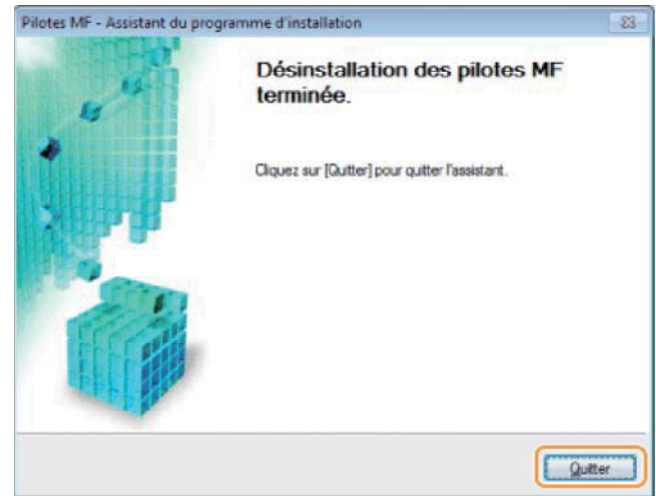 Pilotes MF - Assistant du programme d'installation
Désinstallation des pilotes MF
terminée.
Cliquez sur [Quitter] pour quitter l'assistant.
Quitter